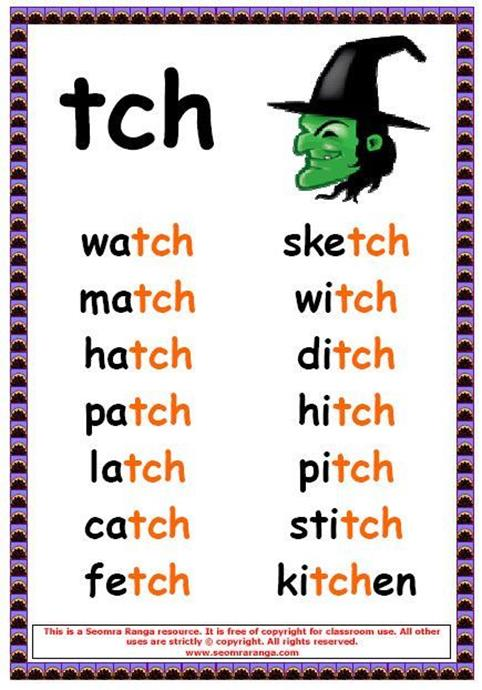 tch
watch
match
hatch
patch
latch
catch
fetch
sketch
witch
ditch
hitch
pitch
stitch
kitchen
This is a Seomra Ranga resource. It is free of copyright for classroom use. All other
uses are strictly © copyright. All rights reserved.
www.seomraranga.com